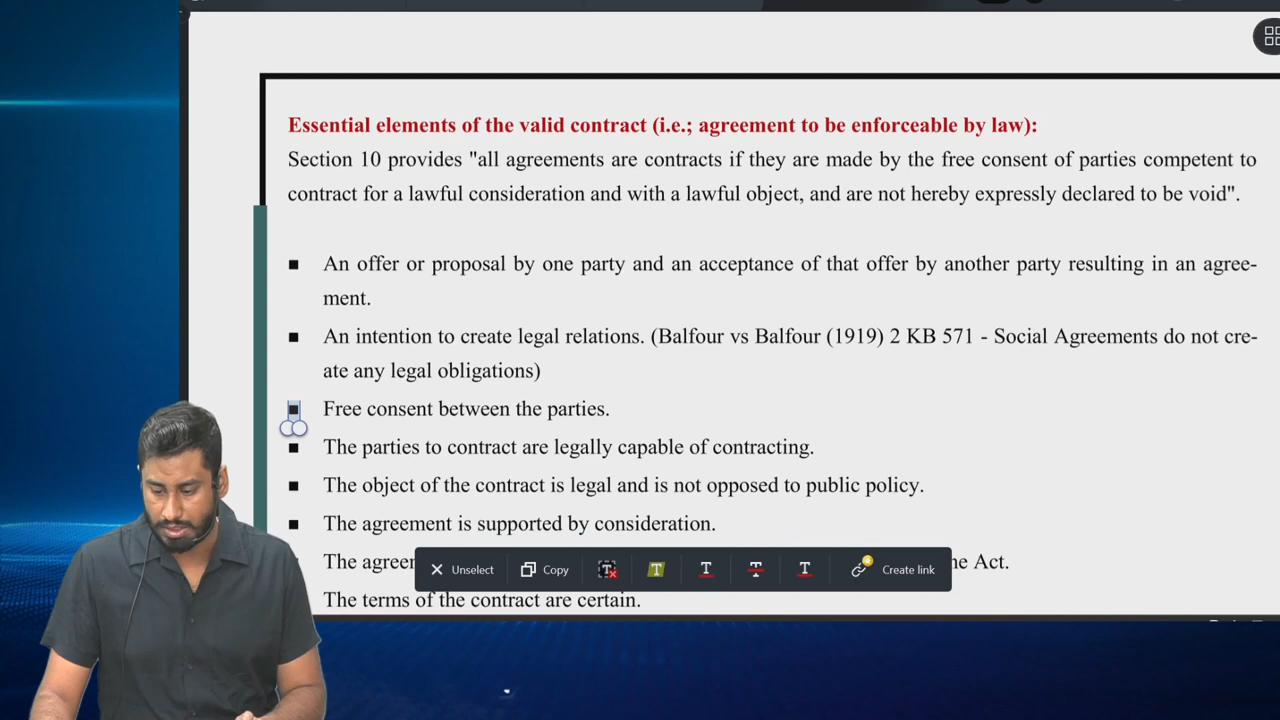 Essential elements of the valid contract (i.e.; agreement to be enforceable by law):
Section 10 provides "all agreements are contracts if they are made by the free consent of parties competent to
contract for a lawful consideration and with a lawful object, and are not hereby expressly declared to be void".
■ An offer or proposal by one party and an acceptance of that offer by another party resulting in an agree-
ment.
■ An intention to create legal relations. (Balfour vs Balfour (1919) 2 KB 571 - Social Agreements do not cre-
ate any legal obligations)
■ Free consent between the parties.
■ The parties to contract are legally capable of contracting.
■ The object of the contract is legal and is not opposed to public policy.
■ The agreement is supported by consideration.
The agreer
Act.
Unselect Copy Create link
The terms of the contract are certain.